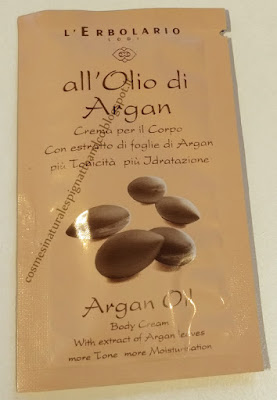 L'ERBOLARIO
LODI
all'Olio di
Argan
Crema per il Corpo
Con estratto di foglie di Argan
più Tonicità più Idratazione
Argan Oil
Body Cream
With extract of Argan leaves
more Tone more Moisturisation